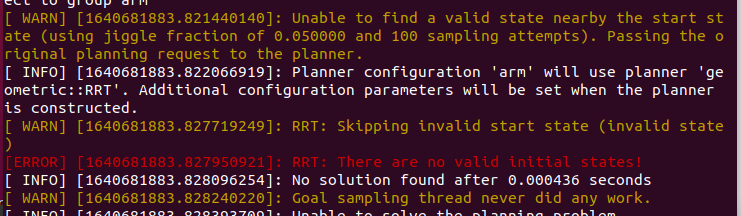 ect to group arm
[ WARN] [1640681883.821440140]: Unable to find a valid state nearby the start st
ate (using jiggle fraction of 0.050000 and 100 sampling attempts). Passing the o
riginal planning request to the planner.
[ INFO] [1640681883.822066919]: Planner configuration 'arm' will use planner 'ge
ometric::RRT'. Additional configuration parameters will be set when the planner
is constructed.
[ WARN] [1640681883.827719249]: RRT: Skipping invalid start state (invalid state
)
[ERROR] [1640681883.827950921]: RRT: There are no valid initial states!
[ INFO] [1640681883.828096254]: No solution found after 0.000436 seconds
[ WARN] [1640681883.828240220]: Goal sampling thread never did any work.
[ INFO] [1640681883.828393709]: Unable to solve the planning problem